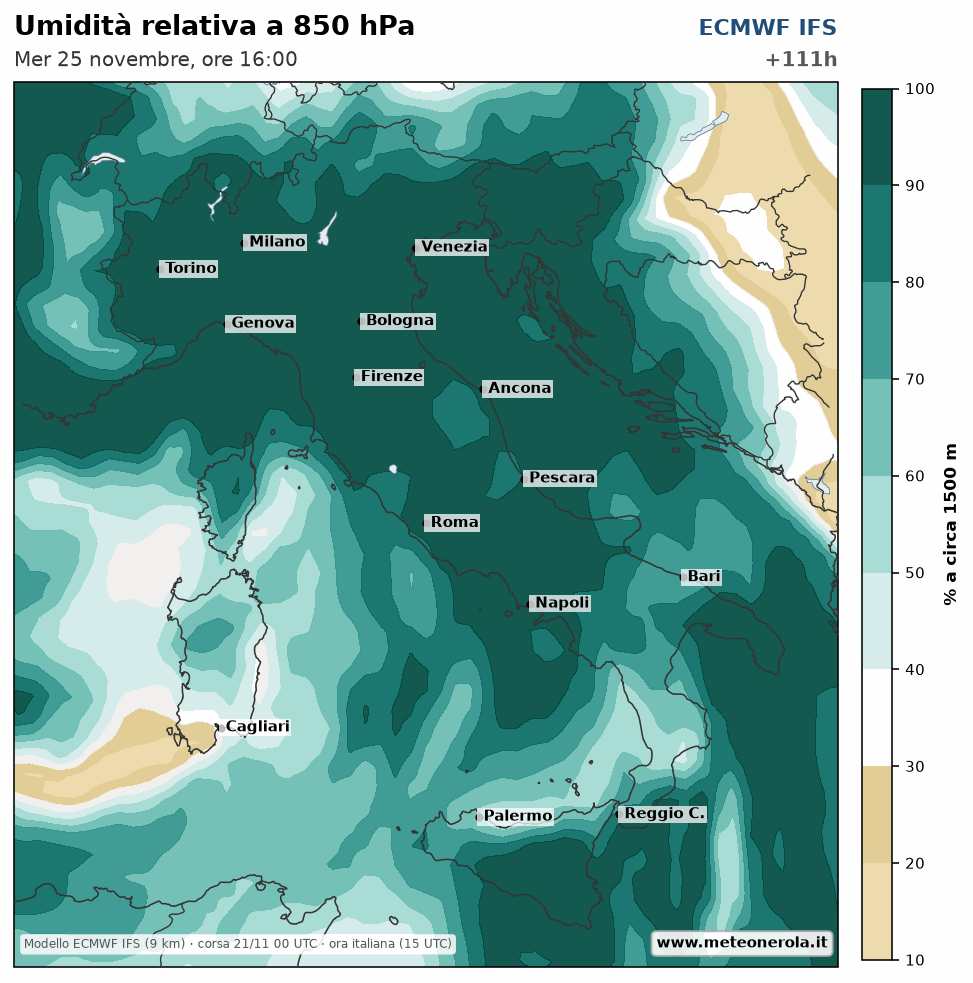 Umidità relativa a 850 hPa
ECMWF IFS
Mer 25 novembre, ore 16:00
+111h
100
90
80
70
60
50
40
30
20
10
% a circa 1500 m
Milano
Venezia
Torino
Genova
Bologna
Firenze
Ancona
Pescara
Roma
Bari
Napoli
Cagliari
Palermo
Reggio C.
Modello ECMWF IFS (9 km) · corsa 21/11 00 UTC · ora italiana (15 UTC)
www.meteonerola.it